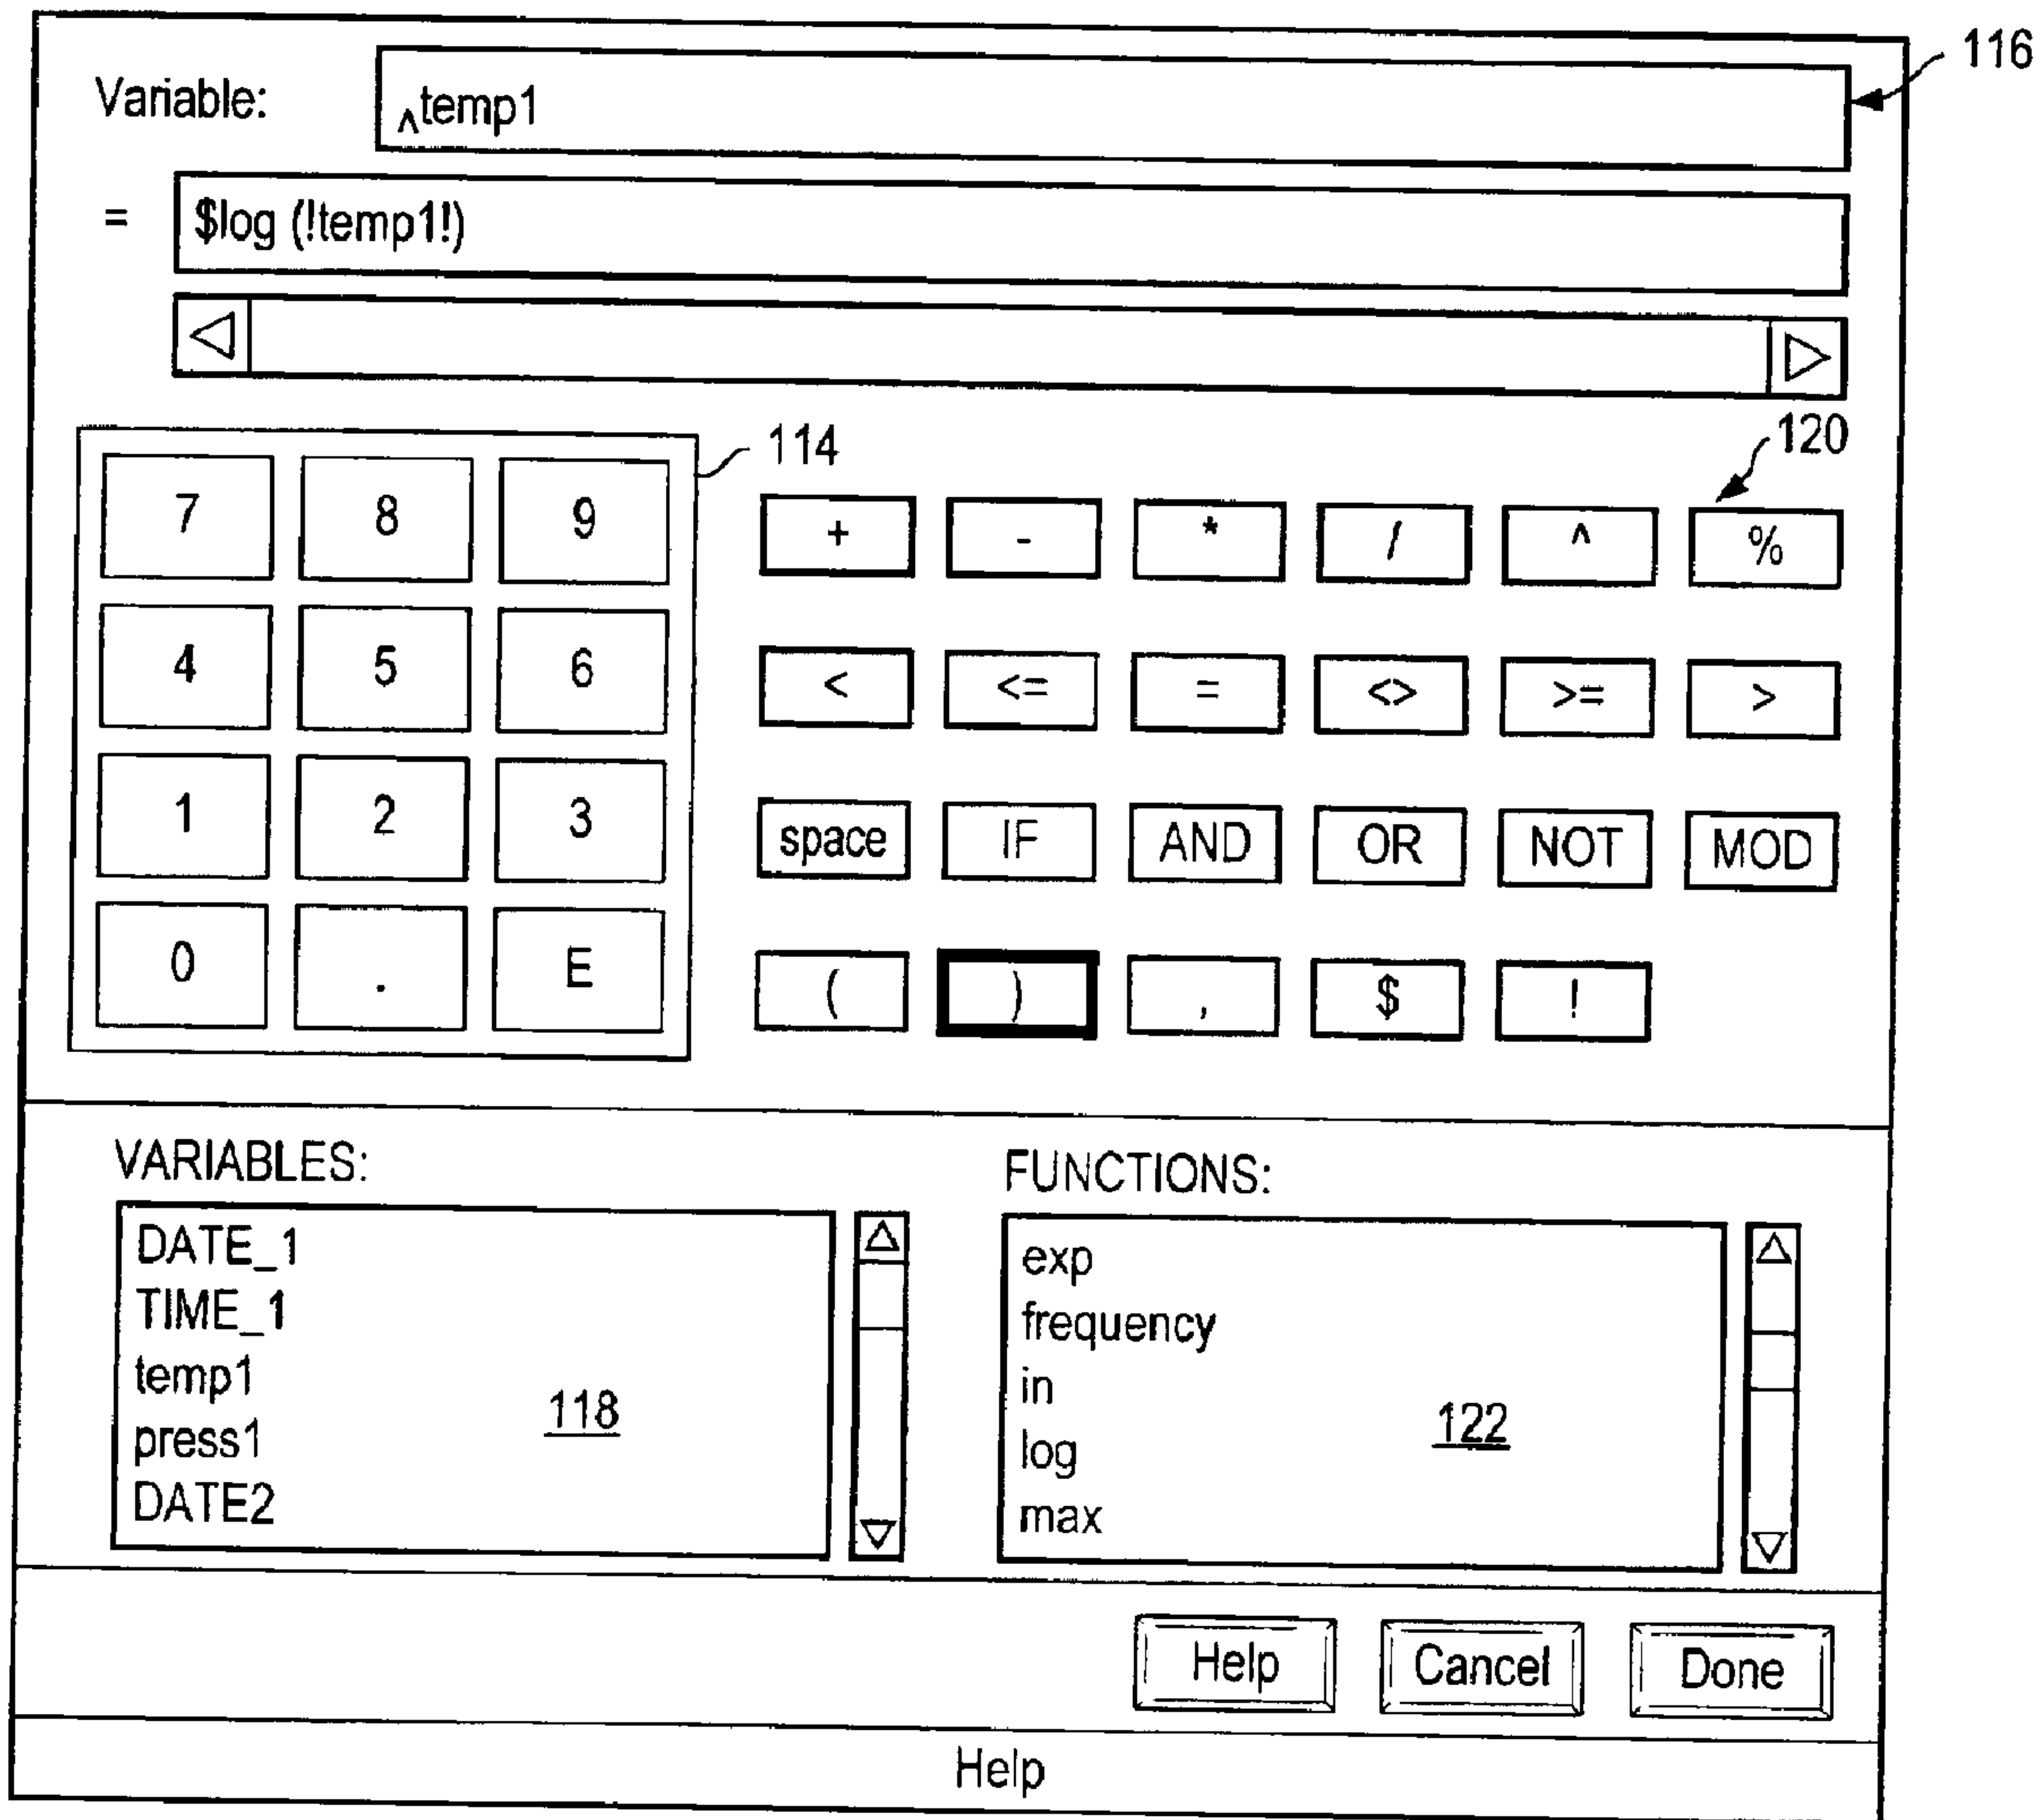 116
Variable: ^temp1
= $log (!temp1!)
114
120
7 8 9
+ - * / ^ %
4 5 6
< <= = <> >= >
1 2 3
space IF AND OR NOT MOD
0 . E
( ) , $ !
VARIABLES:
DATE_1
TIME_1
temp1
press1
DATE2
118
FUNCTIONS:
exp
frequency
in
log
max
122
Help Cancel Done
Help